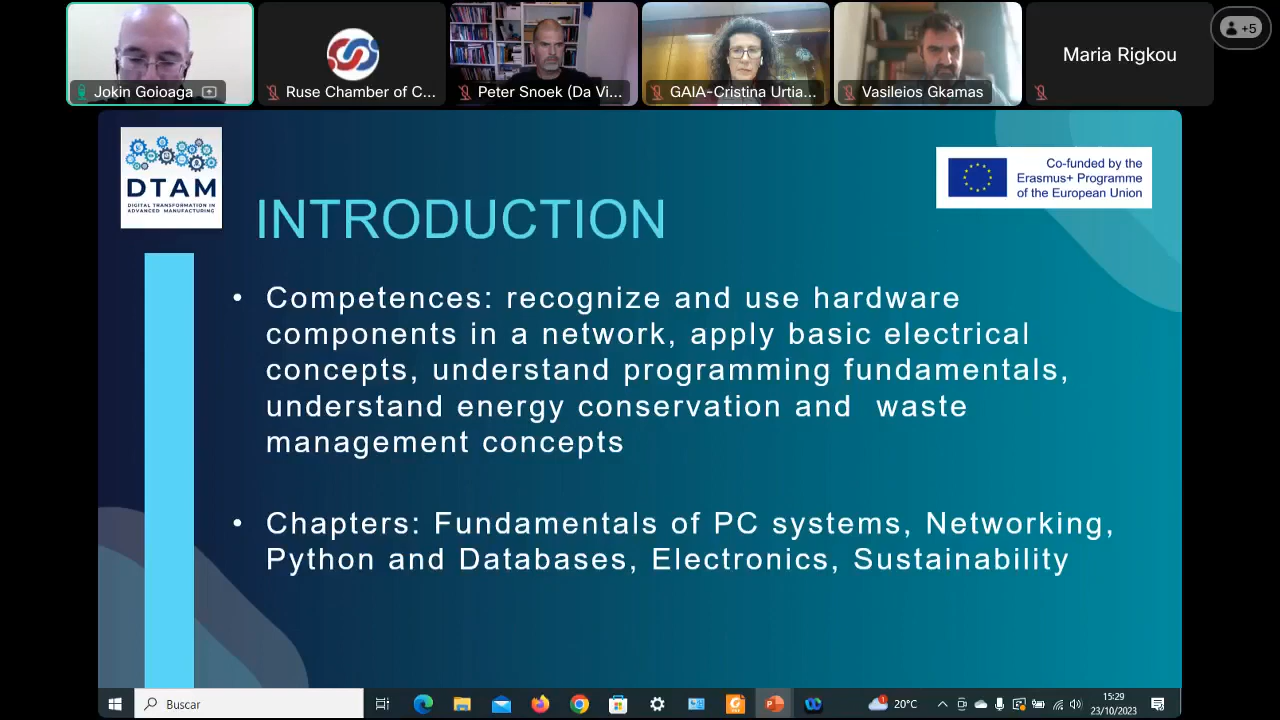 Jokin Goioaga
Ruse Chamber of C...
Peter Snoek (Da Vi...
GAIA-Cristina Urtia...
Vasileios Gkamas
Maria Rigkou
+5
DTAM
DIGITAL TRANSFORMATION IN
ADVANCED MANUFACTURING
Co-funded by the
Erasmus+ Programme
of the European Union
INTRODUCTION
• Competences: recognize and use hardware
components in a network, apply basic electrical
concepts, understand programming fundamentals,
understand energy conservation and waste
management concepts
• Chapters: Fundamentals of PC systems, Networking,
Python and Databases, Electronics, Sustainability
Buscar
20°C
15:29
23/10/2023